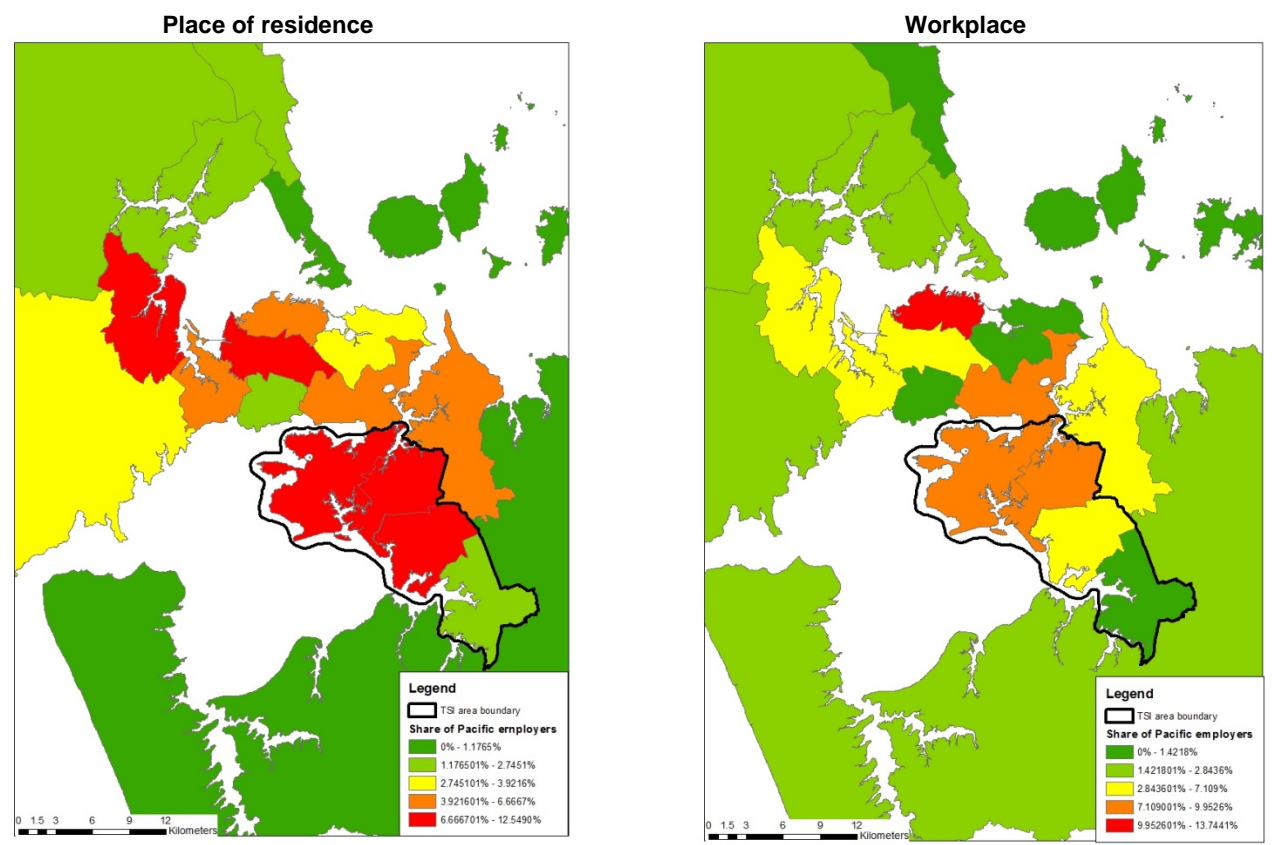 Place of residence
Workplace
Legend
TSI area boundary
Share of Pacific employers
0% - 1.1765%
1.176501% - 2.7451%
2.745101% - 3.9216%
3.921601% - 6.6667%
6.666701% - 12.5490%
0 1.5 3 6 9 12
Kilometers
Legend
TSI area boundary
Share of Pacific employers
0% - 1.4218%
1.421801% - 2.8436%
2.843601% - 7.109%
7.109001% - 9.9526%
9.952601% - 13.7441%
0 1.5 3 6 9 12
Kilometers